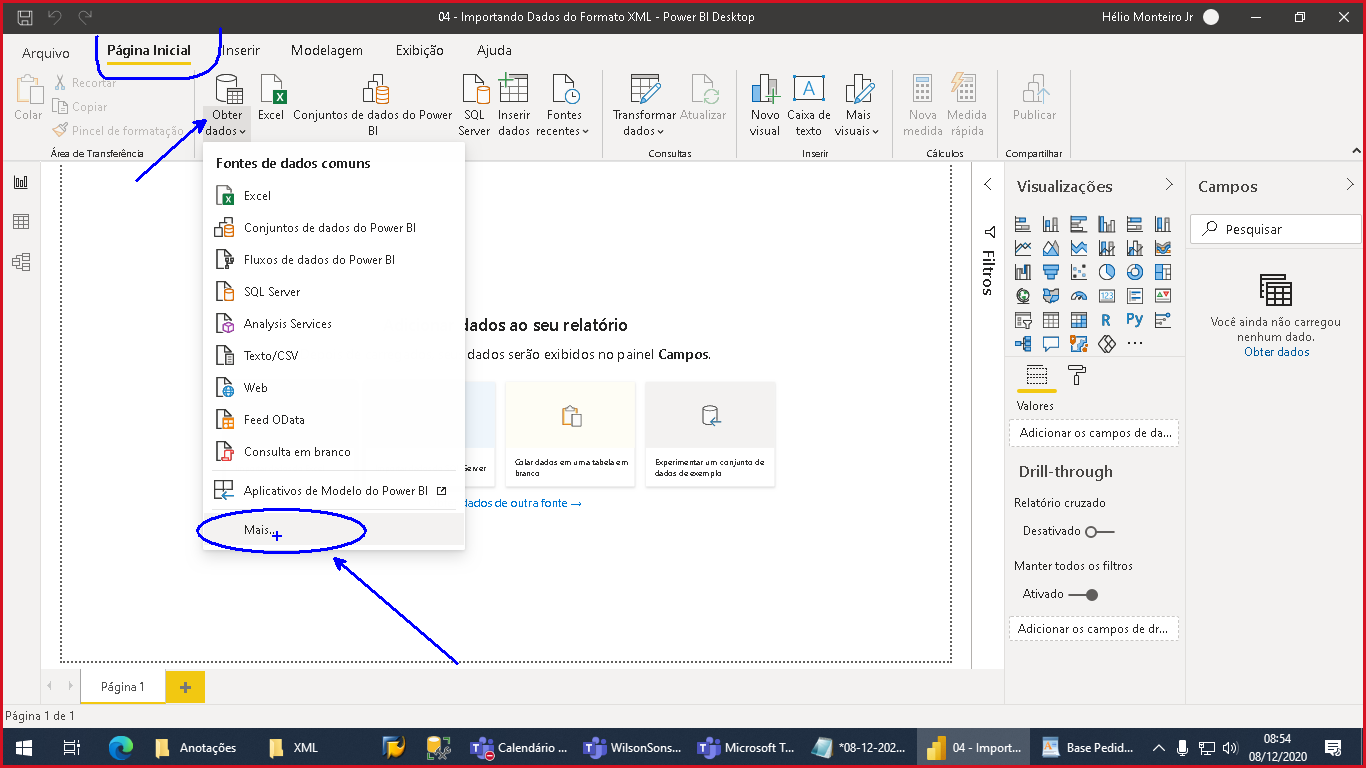 04 - Importando Dados do Formato XML - Power BI Desktop
Hélio Monteiro Jr
Arquivo
Página Inicial
Inserir
Modelagem
Exibição
Ajuda
Colar
Recortar
Copiar
Pincel de formatação
Área de Transferência
Obter
dados
Excel
Conjuntos de dados do Power
BI
SQL
Server
Inserir
dados
Fontes
recentes
Transformar
dados
Atualizar
Consultas
Novo
visual
Caixa de
texto
Mais
visuais
Inserir
Nova
medida
Medida
rápida
Cálculos
Publicar
Compartilhar
Fontes de dados comuns
Excel
Conjuntos de dados do Power BI
Fluxos de dados do Power BI
SQL Server
Analysis Services
Texto/CSV
Web
Feed OData
Consulta em branco
Aplicativos de Modelo do Power BI
Mais...
dados ao seu relatório
dados serão exibidos no painel Campos.
Server
Colar dados em uma tabela em
branco
Experimentar um conjunto de
dados de exemplo
dados de outra fonte →
Filtros
Visualizações
R
Py
123
Valores
Adicionar os campos de da...
Drill-through
Relatório cruzado
Desativado
Manter todos os filtros
Ativado
Adicionar os campos de dr...
Campos
Pesquisar
Você ainda não carregou
nenhum dado.
Obter dados
Página 1
Página 1 de 1
Anotações
XML
Calendário ...
WilsonSons...
Microsoft T...
*08-12-202...
04 - Import...
Base Pedid...
08:54
08/12/2020